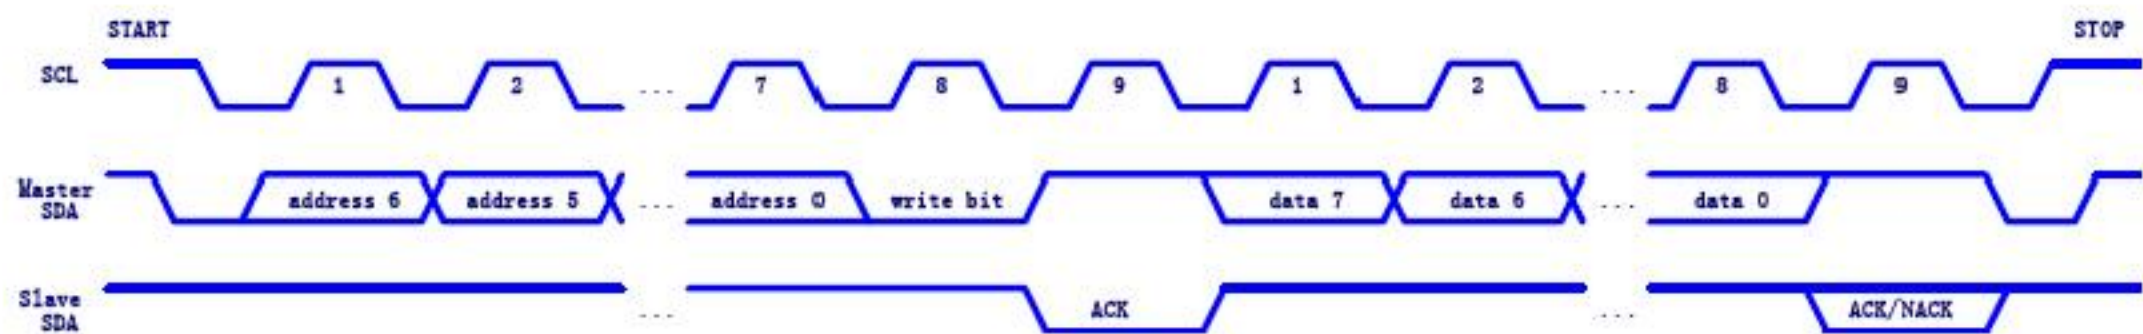 START STOP
SCL 1 2 ... 7 8 9 1 2 ... 8 9
Master SDA address 6 address 5 ... address 0 write bit data 7 data 6 ... data 0
Slave SDA ... ACK ... ACK/NACK